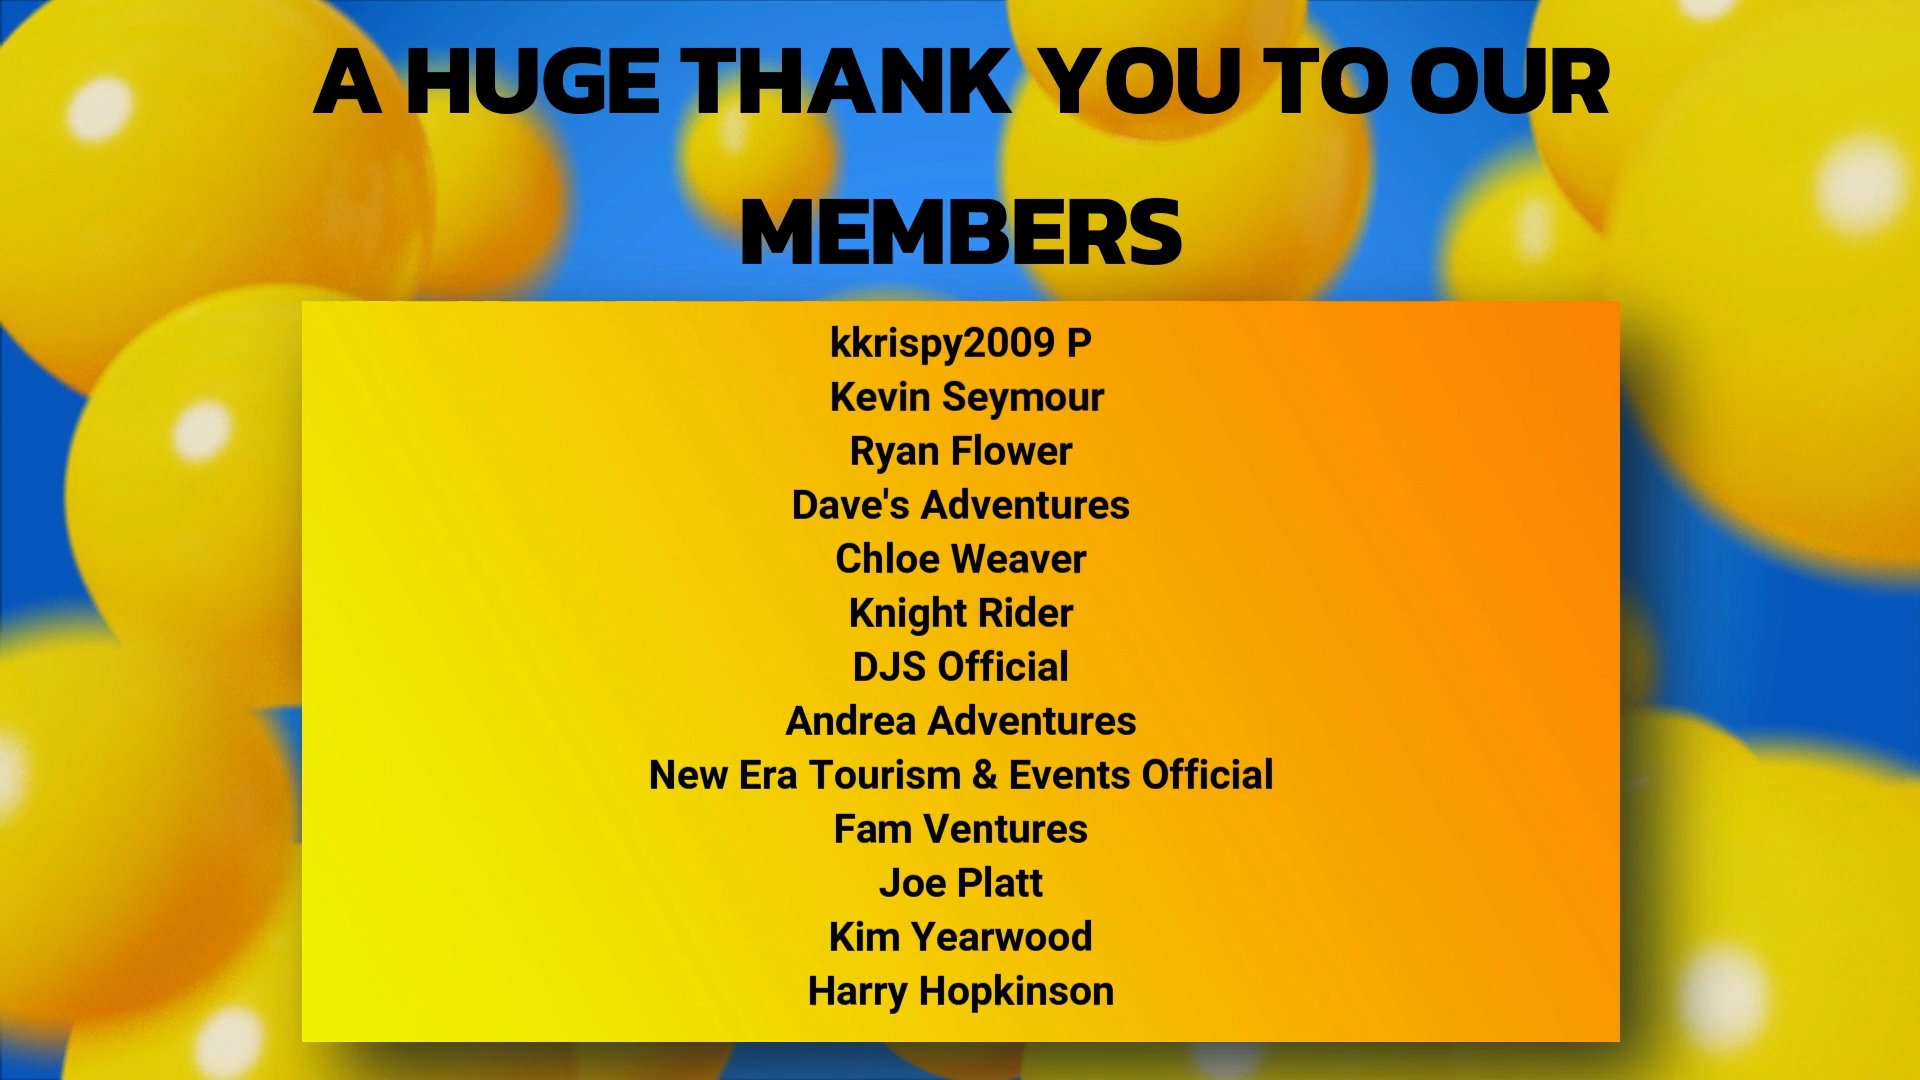 A HUGE THANK YOU TO OUR
MEMBERS
kkrispy2009 P
Kevin Seymour
Ryan Flower
Dave's Adventures
Chloe Weaver
Knight Rider
DJS Official
Andrea Adventures
New Era Tourism & Events Official
Fam Ventures
Joe Platt
Kim Yearwood
Harry Hopkinson